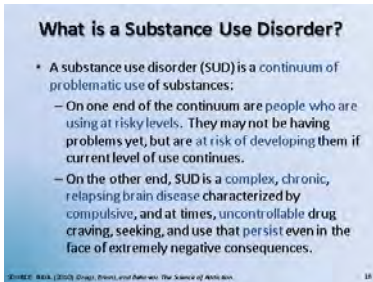 What is a Substance Use Disorder?
• A substance use disorder (SUD) is a continuum of
problematic use of substances:
– On one end of the continuum are people who are
using at risky levels. They may not be having
problems yet, but are at risk of developing them if
current level of use continues.
– On the other end, SUD is a complex, chronic,
relapsing brain disease characterized by
compulsive, and at times, uncontrollable drug
craving, seeking, and use that persist even in the
face of extremely negative consequences.
SOURCE: NIDA. (2010). Drugs, Brains, and Behavior: The Science of Addiction.